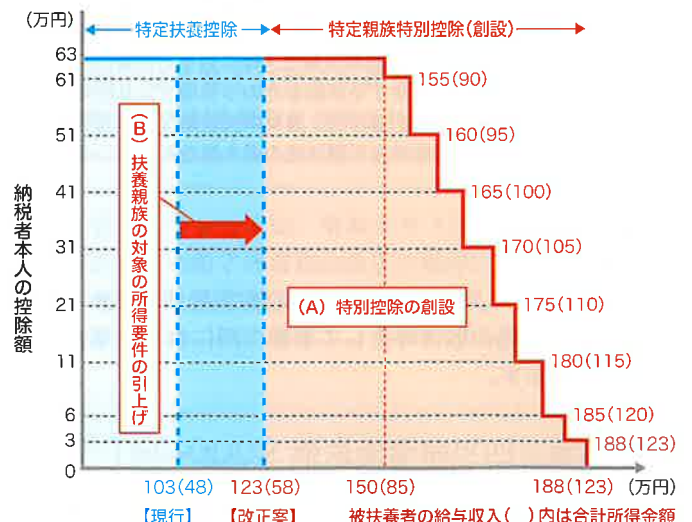 (万円)
特定扶養控除
特定親族特別控除(創設)
63
61
51
41
31
21
11
6
3
0
納税者本人の控除額
(B) 扶養親族の対象の所得要件の引上げ
(A) 特別控除の創設
155(90)
160(95)
165(100)
170(105)
175(110)
180(115)
185(120)
188(123)
103(48)
123(58)
150(85)
188(123)
(万円)
【現行】
【改正案】
被扶養者の給与収入( )内は合計所得金額